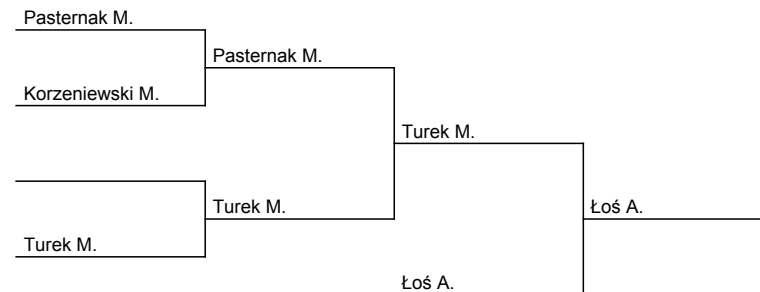 Pasternak M.
Pasternak M.
Korzeniewski M.
Turek M.
Turek M.
Łoś A.
Turek M.
Łoś A.